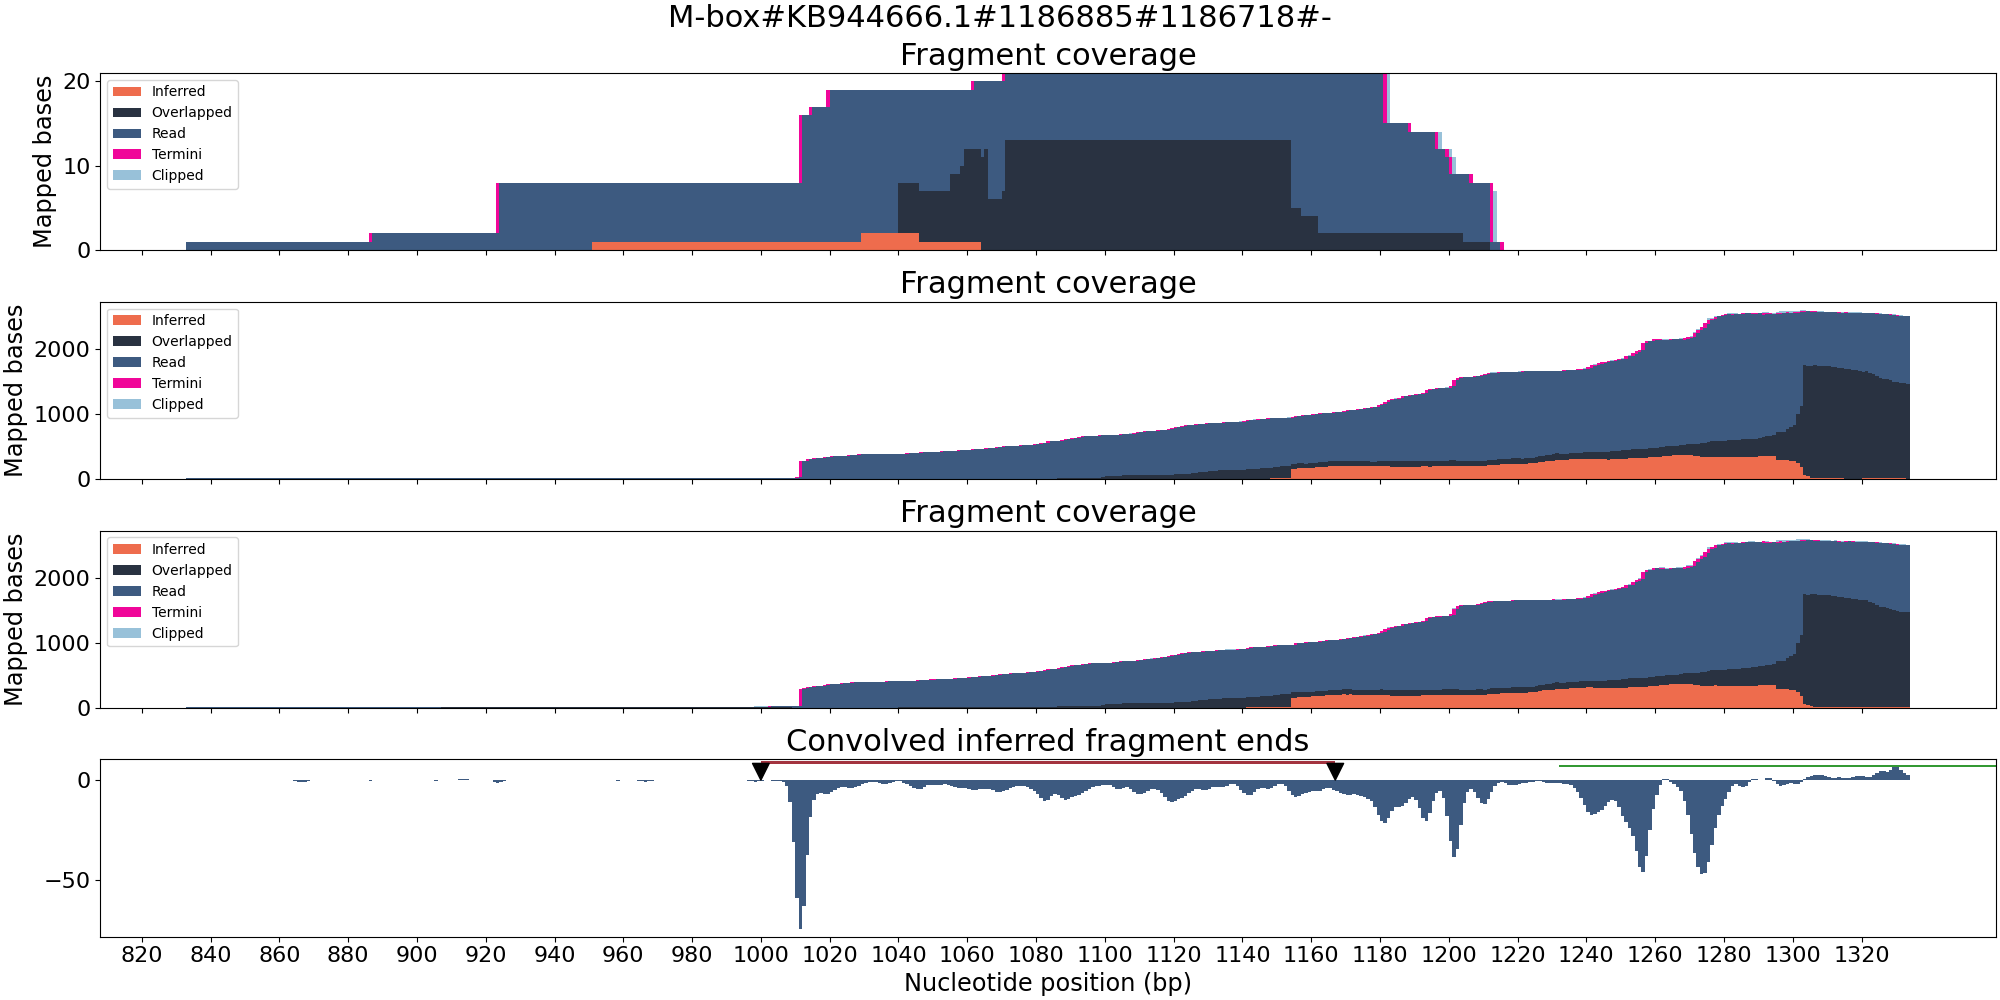 M-box#KB944666.1#1186885#1186718#-
Fragment coverage
Mapped bases
20
10
0
Inferred
Overlapped
Read
Termini
Clipped
Fragment coverage
Mapped bases
2000
1000
0
Inferred
Overlapped
Read
Termini
Clipped
Fragment coverage
Mapped bases
2000
1000
0
Inferred
Overlapped
Read
Termini
Clipped
Convolved inferred fragment ends
0
−50
820 840 860 880 900 920 940 960 980 1000 1020 1040 1060 1080 1100 1120 1140 1160 1180 1200 1220 1240 1260 1280 1300 1320
Nucleotide position (bp)